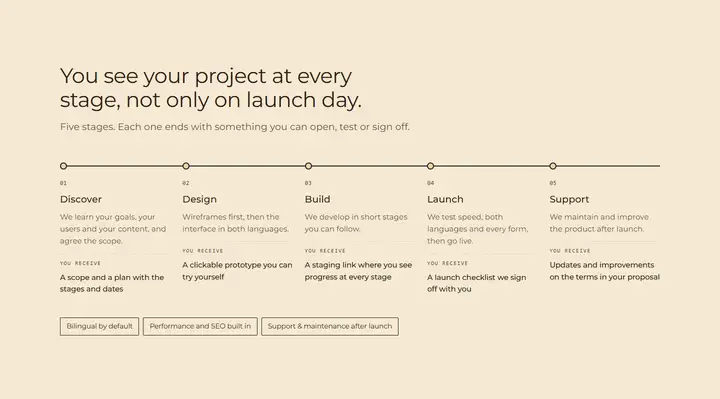 You see your project at every
stage, not only on launch day.
Five stages. Each one ends with something you can open, test or sign off.
01
Discover
We learn your goals, your
users and your content, and
agree the scope.
YOU RECEIVE
A scope and a plan with the
stages and dates
02
Design
Wireframes first, then the
interface in both languages.
YOU RECEIVE
A clickable prototype you can
try yourself
03
Build
We develop in short stages
you can follow.
YOU RECEIVE
A staging link where you see
progress at every stage
04
Launch
We test speed, both
languages and every form,
then go live.
YOU RECEIVE
A launch checklist we sign
off with you
05
Support
We maintain and improve
the product after launch.
YOU RECEIVE
Updates and improvements
on the terms in your proposal
Bilingual by default
Performance and SEO built in
Support & maintenance after launch